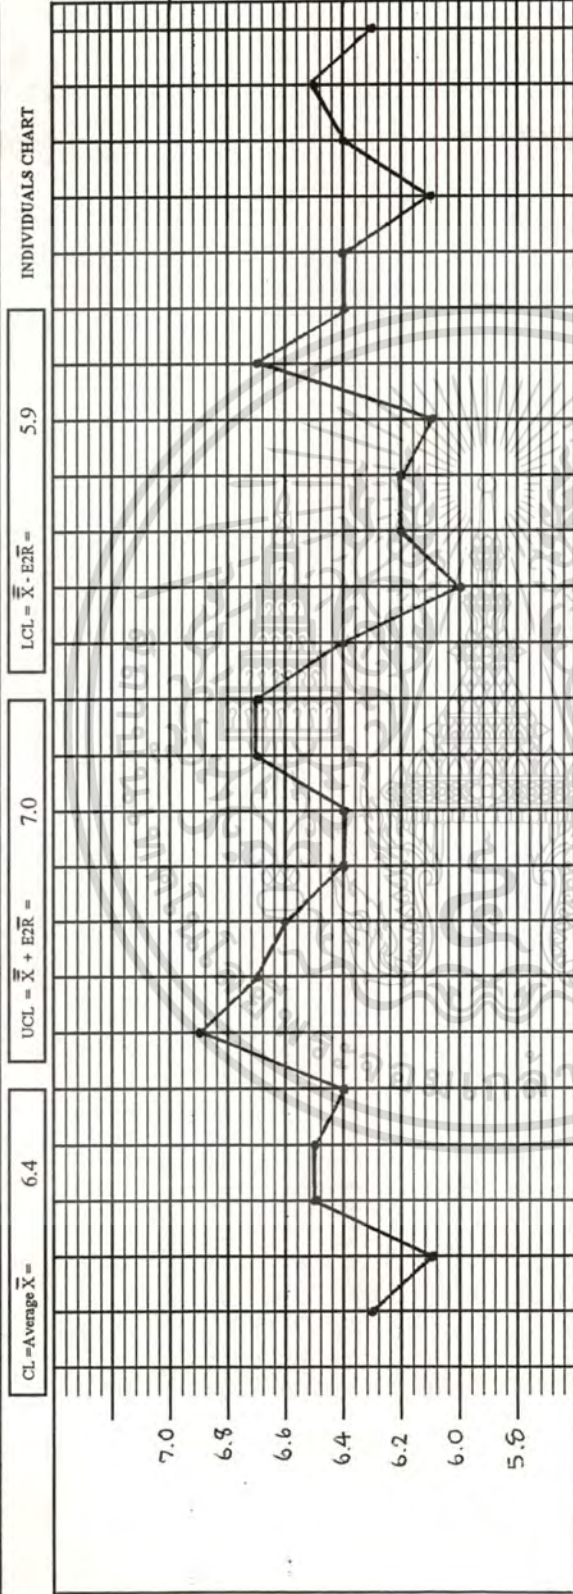 CL =Average X̄ = 6.4
UCL = X̿ + E2R̄ = 7.0
LCL = X̿ - E2R̄ = 5.9
INDIVIDUALS CHART
7.0
6.8
6.6
6.4
6.2
6.0
5.8